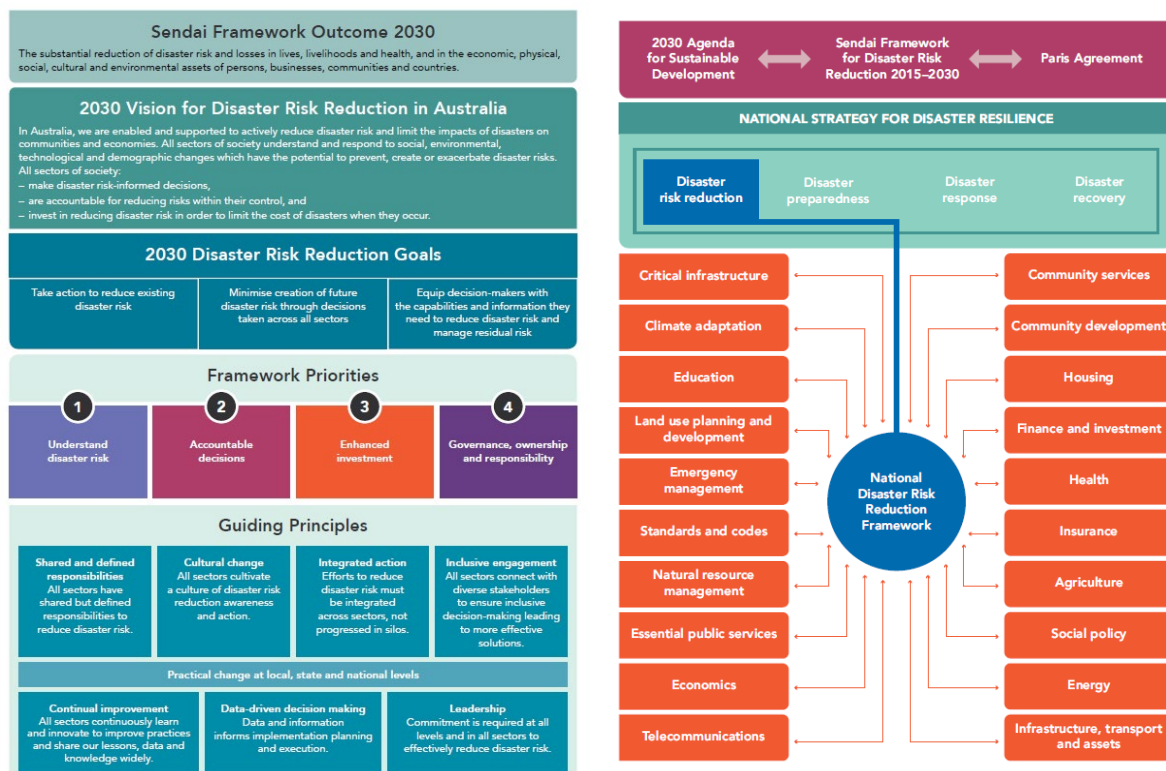 Sendai Framework Outcome 2030
The substantial reduction of disaster risk and losses in lives, livelihoods and health, and in the economic, physical,
social, cultural and environmental assets of persons, businesses, communities and countries.
2030 Vision for Disaster Risk Reduction in Australia
In Australia, we are enabled and supported to actively reduce disaster risk and limit the impacts of disasters on
communities and economies. All sectors of society understand and respond to social, environmental,
technological and demographic changes which have the potential to prevent, create or exacerbate disaster risks.
All sectors of society:
– make disaster risk-informed decisions,
– are accountable for reducing risks within their control, and
– invest in reducing disaster risk in order to limit the cost of disasters when they occur.
2030 Disaster Risk Reduction Goals
Take action to reduce existing
disaster risk
Minimise creation of future
disaster risk through decisions
taken across all sectors
Equip decision-makers with
the capabilities and information they
need to reduce disaster risk and
manage residual risk
Framework Priorities
1
Understand
disaster risk
2
Accountable
decisions
3
Enhanced
investment
4
Governance, ownership
and responsibility
Guiding Principles
Shared and defined
responsibilities
All sectors have
shared but defined
responsibilities to
reduce disaster risk.
Cultural change
All sectors cultivate
a culture of disaster risk
reduction awareness
and action.
Integrated action
Efforts to reduce
disaster risk must
be integrated
across sectors, not
progressed in silos.
Inclusive engagement
All sectors connect with
diverse stakeholders
to ensure inclusive
decision-making leading
to more effective
solutions.
Practical change at local, state and national levels
Continual improvement
All sectors continuously learn
and innovate to improve practices
and share our lessons, data and
knowledge widely.
Data-driven decision making
Data and information
informs implementation planning
and execution.
Leadership
Commitment is required at all
levels and in all sectors to
effectively reduce disaster risk.
2030 Agenda
for Sustainable
Development
Sendai Framework
for Disaster Risk
Reduction 2015–2030
Paris Agreement
NATIONAL STRATEGY FOR DISASTER RESILIENCE
Disaster
risk reduction
Disaster
preparedness
Disaster
response
Disaster
recovery
Critical infrastructure
Climate adaptation
Education
Land use planning and
development
Emergency
management
Standards and codes
Natural resource
management
Essential public services
Economics
Telecommunications
National
Disaster Risk
Reduction
Framework
Community services
Community development
Housing
Finance and investment
Health
Insurance
Agriculture
Social policy
Energy
Infrastructure, transport
and assets